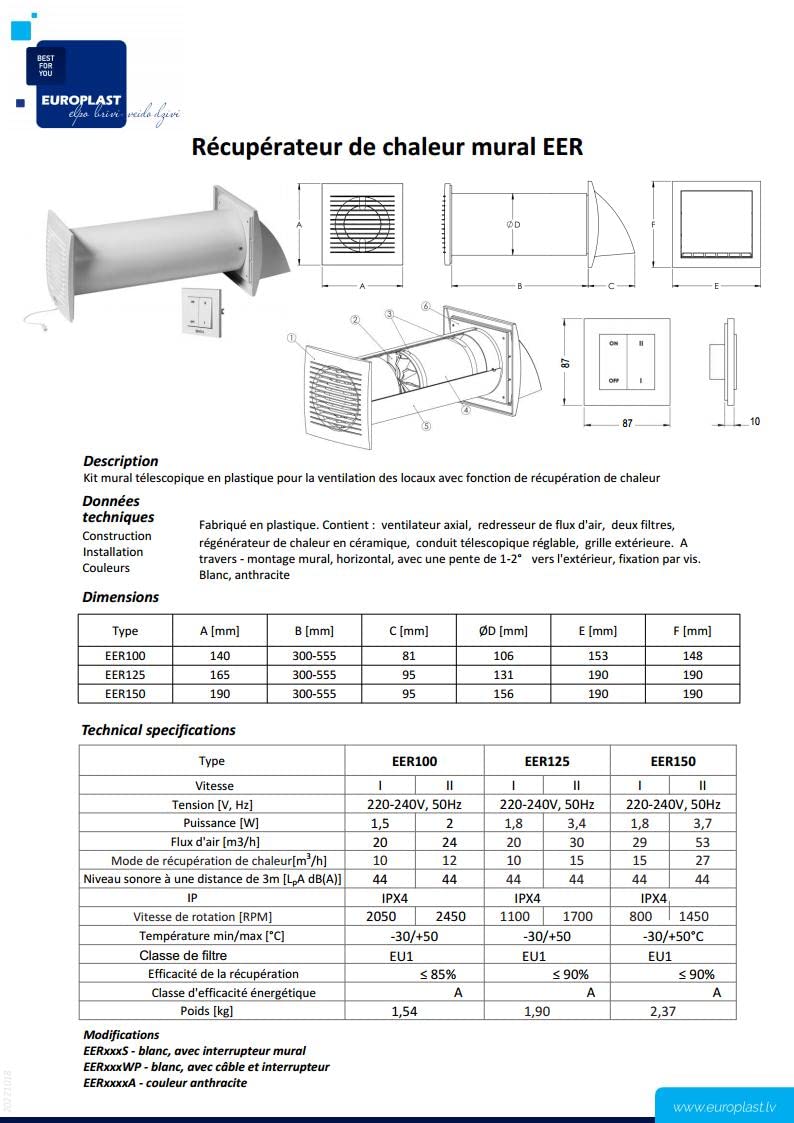 BEST
FOR
YOU
EUROPLAST
elpo brīvi veido dzīvi
Récupérateur de chaleur mural EER
A
A
ØD
B
C
F
E
1
2
3
4
5
6
ON II
OFF I
87
87
10
Description
Kit mural télescopique en plastique pour la ventilation des locaux avec fonction de récupération de chaleur
Données
techniques
Construction
Installation
Couleurs
Fabriqué en plastique. Contient : ventilateur axial, redresseur de flux d'air, deux filtres,
régénérateur de chaleur en céramique, conduit télescopique réglable, grille extérieure. A
travers - montage mural, horizontal, avec une pente de 1-2° vers l'extérieur, fixation par vis.
Blanc, anthracite
Dimensions
Type A [mm] B [mm] C [mm] ØD [mm] E [mm] F [mm]
EER100 140 300-555 81 106 153 148
EER125 165 300-555 95 131 190 190
EER150 190 300-555 95 156 190 190
Technical specifications
Type EER100 EER125 EER150
Vitesse I II I II I II
Tension [V, Hz] 220-240V, 50Hz 220-240V, 50Hz 220-240V, 50Hz
Puissance [W] 1,5 2 1,8 3,4 1,8 3,7
Flux d'air [m3/h] 20 24 20 30 29 53
Mode de récupération de chaleur[m³/h] 10 12 10 15 15 27
Niveau sonore à une distance de 3m [LpA dB(A)] 44 44 44 44 44 44
IP IPX4 IPX4 IPX4
Vitesse de rotation [RPM] 2050 2450 1100 1700 800 1450
Température min/max [°C] -30/+50 -30/+50 -30/+50°C
Classe de filtre EU1 EU1 EU1
Efficacité de la récupération ≤ 85% ≤ 90% ≤ 90%
Classe d'efficacité énergétique A A A
Poids [kg] 1,54 1,90 2,37
Modifications
EERxxxS - blanc, avec interrupteur mural
EERxxxWP - blanc, avec câble et interrupteur
EERxxxxA - couleur anthracite
20221018
www.europlast.lv